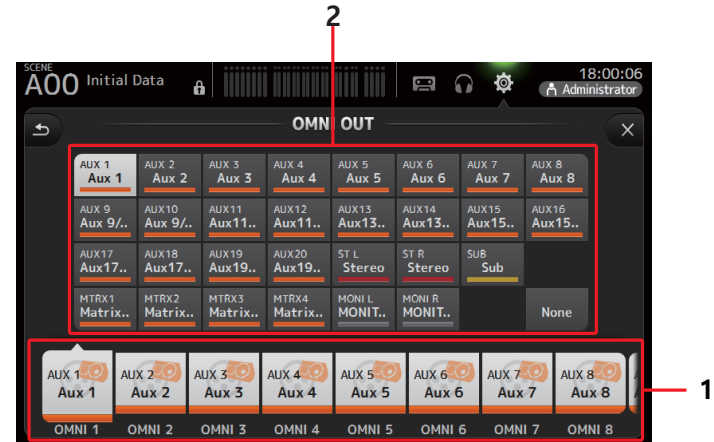 2
SCENE
A00 Initial Data
18:00:06
Administrator
OMNI OUT
AUX 1 AUX 2 AUX 3 AUX 4 AUX 5 AUX 6 AUX 7 AUX 8
Aux 1 Aux 2 Aux 3 Aux 4 Aux 5 Aux 6 Aux 7 Aux 8
AUX 9 AUX10 AUX11 AUX12 AUX13 AUX14 AUX15 AUX16
Aux 9/.. Aux 9/.. Aux11.. Aux11.. Aux13.. Aux13.. Aux15.. Aux15..
AUX17 AUX18 AUX19 AUX20 ST L ST R SUB
Aux17.. Aux17.. Aux19.. Aux19.. Stereo Stereo Sub
MTRX1 MTRX2 MTRX3 MTRX4 MONI L MONI R
Matrix.. Matrix.. Matrix.. Matrix.. MONIT.. MONIT.. None
AUX 1 AUX 2 AUX 3 AUX 4 AUX 5 AUX 6 AUX 7 AUX 8
Aux 1 Aux 2 Aux 3 Aux 4 Aux 5 Aux 6 Aux 7 Aux 8
1
OMNI 1 OMNI 2 OMNI 3 OMNI 4 OMNI 5 OMNI 6 OMNI 7 OMNI 8